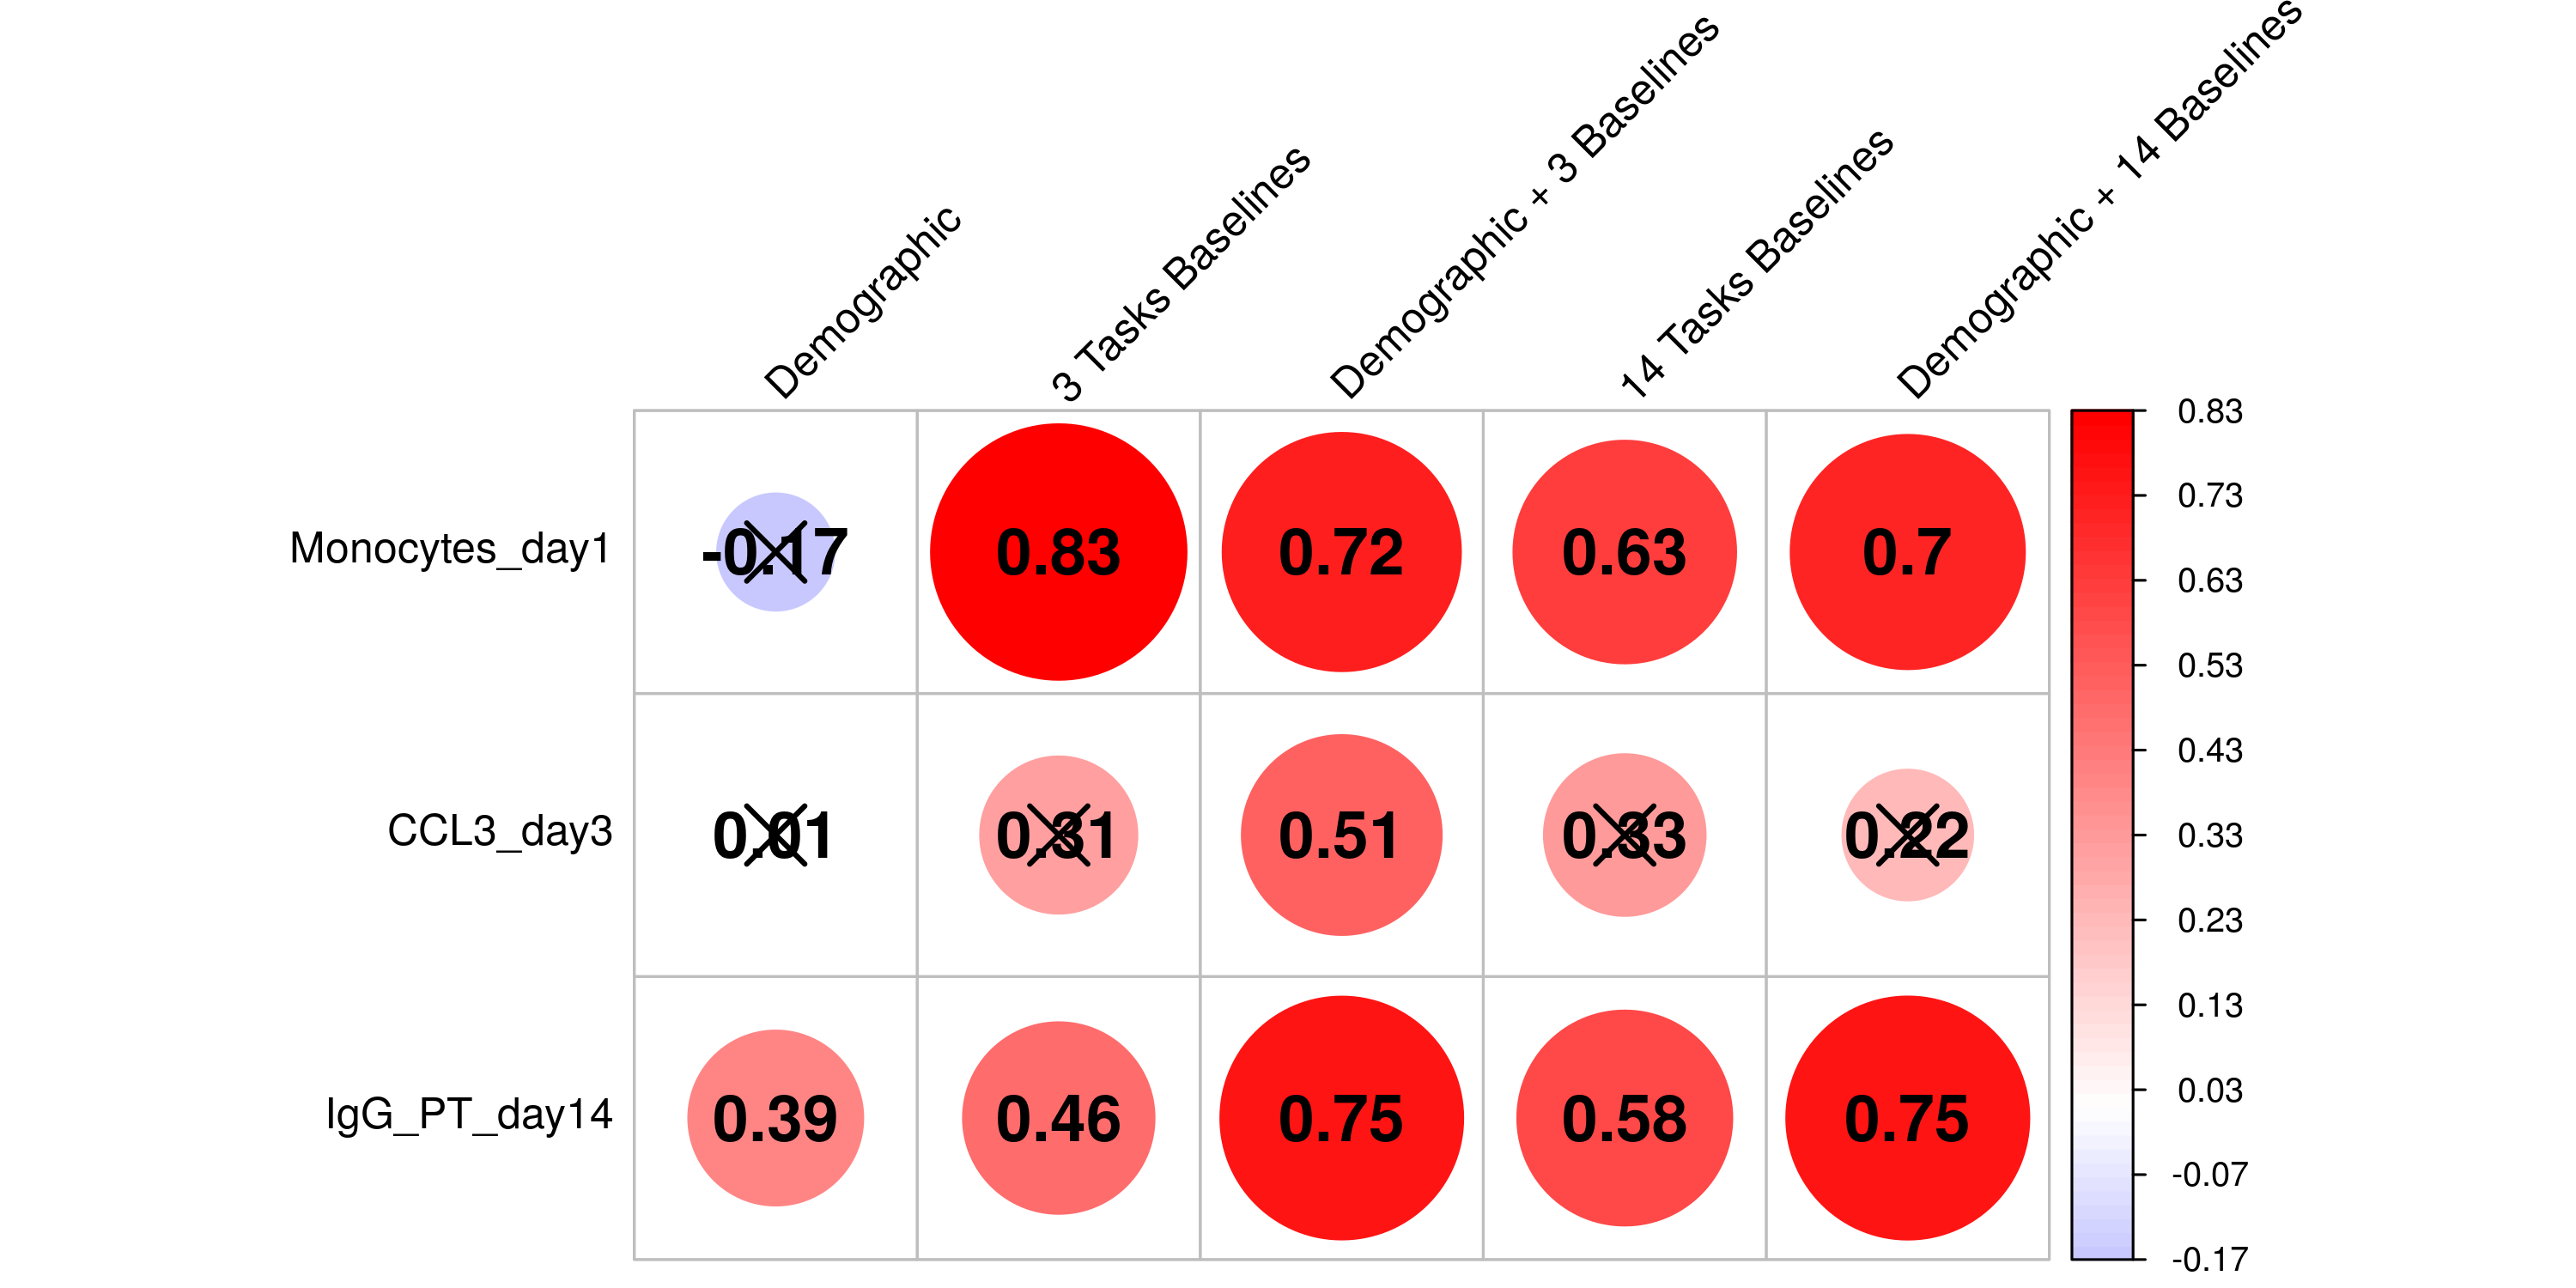 Demographic
3 Tasks Baselines
Demographic + 3 Baselines
14 Tasks Baselines
Demographic + 14 Baselines
Monocytes_day1 -0.17 0.83 0.72 0.63 0.7
CCL3_day3 0.01 0.31 0.51 0.33 0.22
IgG_PT_day14 0.39 0.46 0.75 0.58 0.75
0.83
0.73
0.63
0.53
0.43
0.33
0.23
0.13
0.03
-0.07
-0.17